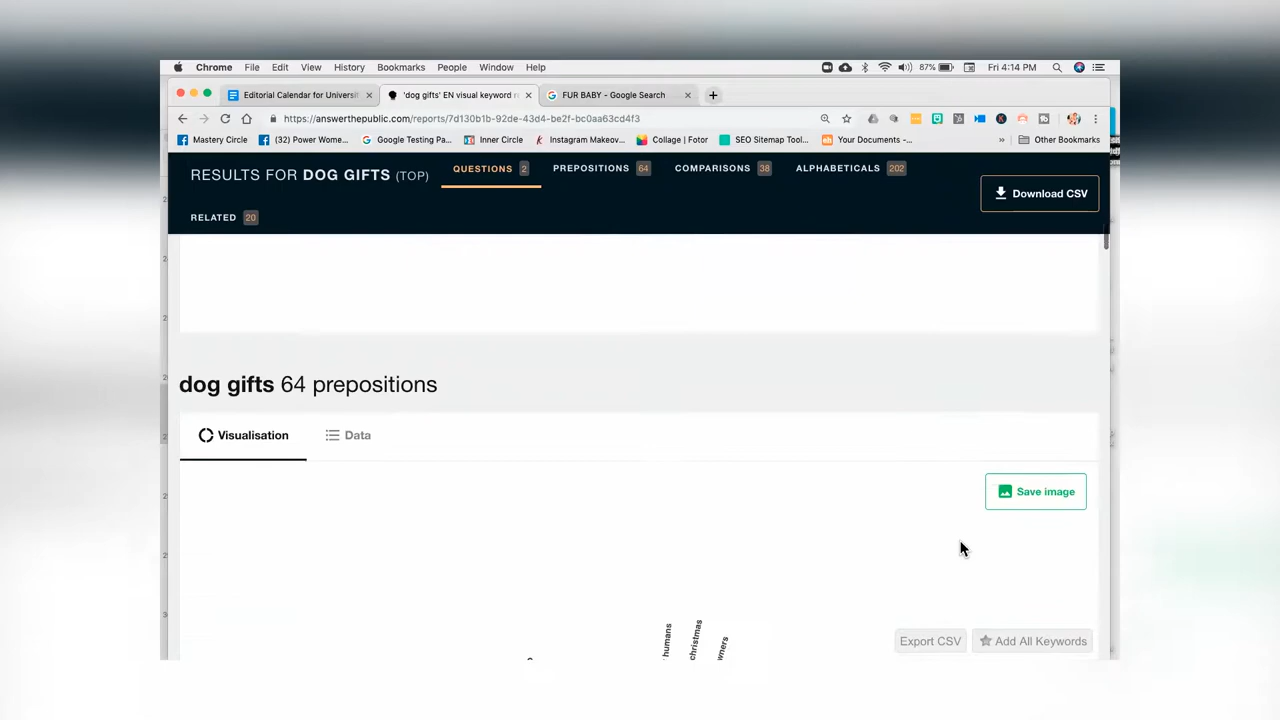 Chrome File Edit View History Bookmarks People Window Help 87% Fri 4:14 PM
Editorial Calendar for Universit 'dog gifts' EN visual keyword r FUR BABY - Google Search
https://answerthepublic.com/reports/7d130b1b-92de-43d4-be2f-bc0aa63cd4f3
Mastery Circle (32) Power Wome... Google Testing Pa... Inner Circle Instagram Makeov... Collage | Fotor SEO Sitemap Tool... Your Documents -... » Other Bookmarks
RESULTS FOR DOG GIFTS (TOP) QUESTIONS 2 PREPOSITIONS 64 COMPARISONS 38 ALPHABETICALS 202
Download CSV
RELATED 20
dog gifts 64 prepositions
Visualisation Data
Save image
humans
christmas
Export CSV Add All Keywords